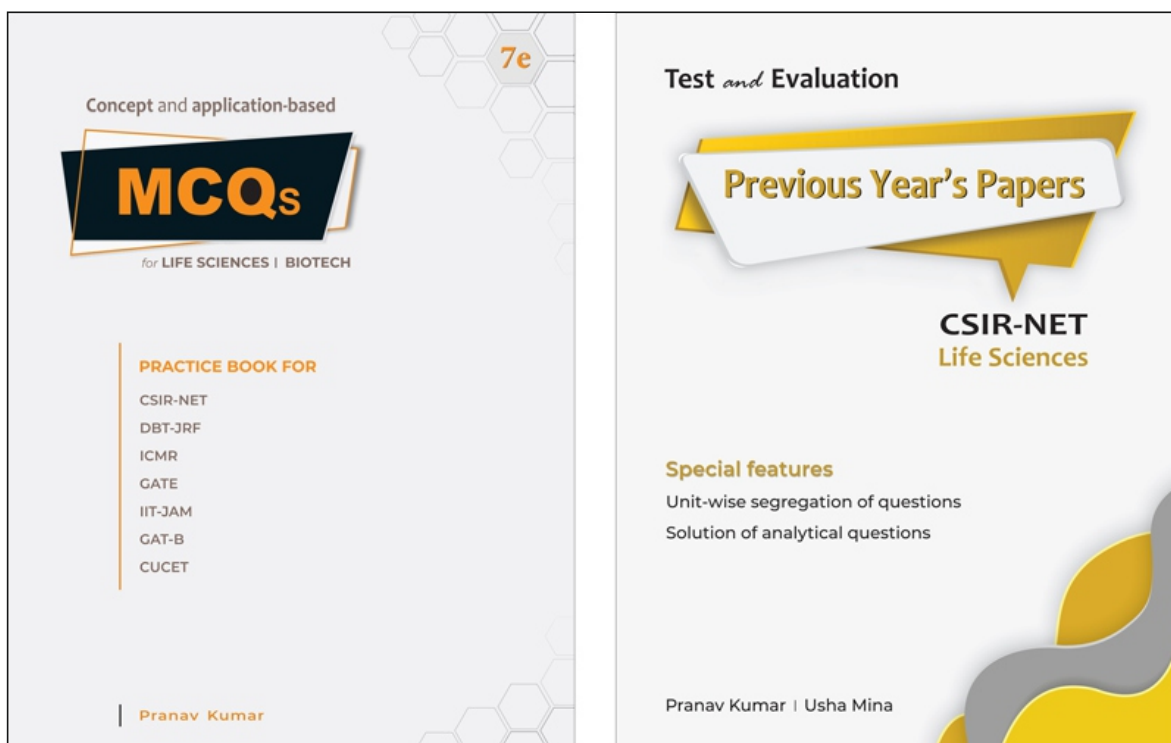 7e
Concept and application-based
MCQs
for LIFE SCIENCES | BIOTECH
PRACTICE BOOK FOR
CSIR-NET
DBT-JRF
ICMR
GATE
IIT-JAM
GAT-B
CUCET
Pranav Kumar
Test and Evaluation
Previous Year's Papers
CSIR-NET
Life Sciences
Special features
Unit-wise segregation of questions
Solution of analytical questions
Pranav Kumar | Usha Mina